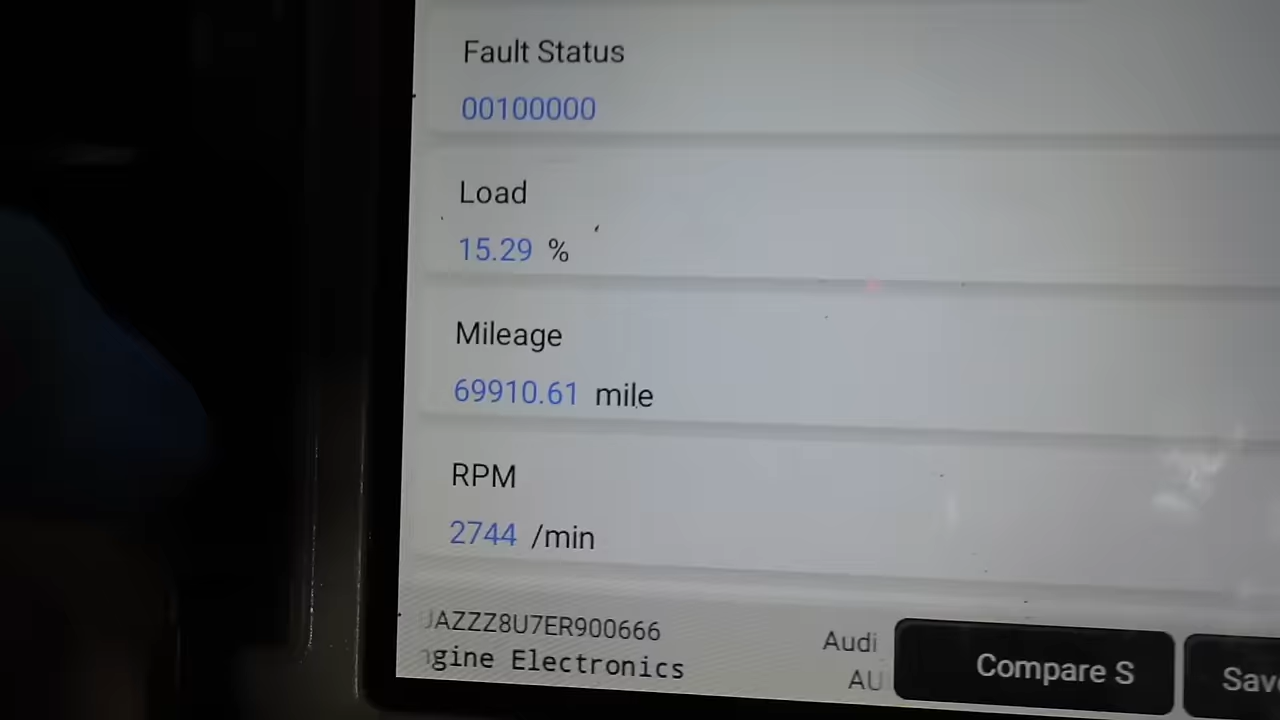 Fault Status
00100000
Load
15.29 %
Mileage
69910.61 mile
RPM
2744 /min
AZZZ8U7ER900666
Audi
gine Electronics
AU
Compare S
Sav